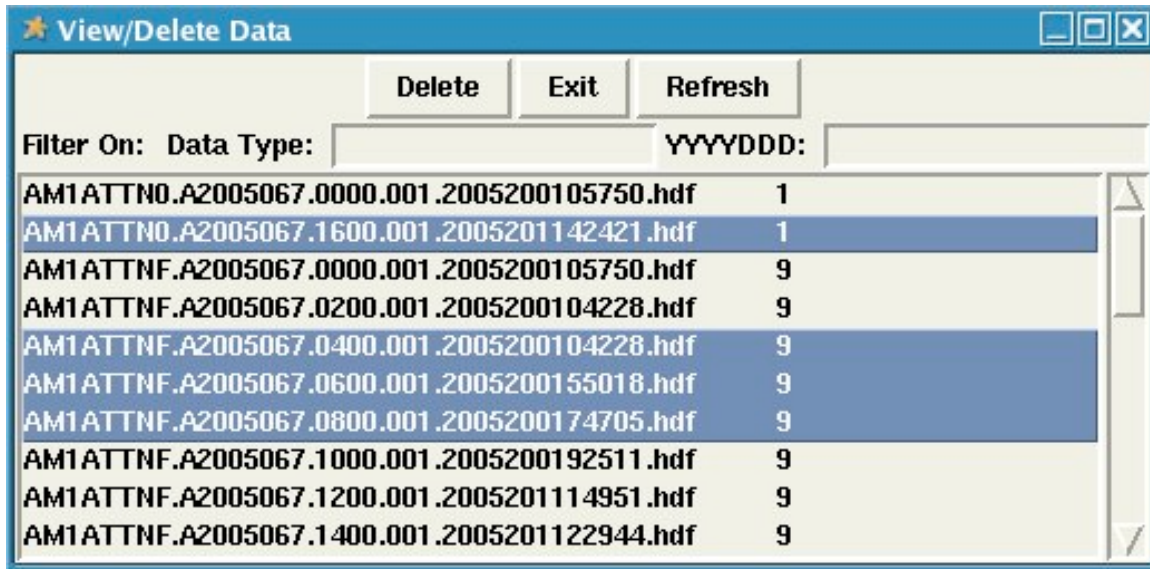 View/Delete Data
Delete Exit Refresh
Filter On: Data Type: YYYYDDD:
AM1ATTN0.A2005067.0000.001.2005200105750.hdf 1
AM1ATTN0.A2005067.1600.001.2005201142421.hdf 1
AM1ATTNF.A2005067.0000.001.2005200105750.hdf 9
AM1ATTNF.A2005067.0200.001.2005200104228.hdf 9
AM1ATTNF.A2005067.0400.001.2005200104228.hdf 9
AM1ATTNF.A2005067.0600.001.2005200155018.hdf 9
AM1ATTNF.A2005067.0800.001.2005200174705.hdf 9
AM1ATTNF.A2005067.1000.001.2005200192511.hdf 9
AM1ATTNF.A2005067.1200.001.2005201114951.hdf 9
AM1ATTNF.A2005067.1400.001.2005201122944.hdf 9